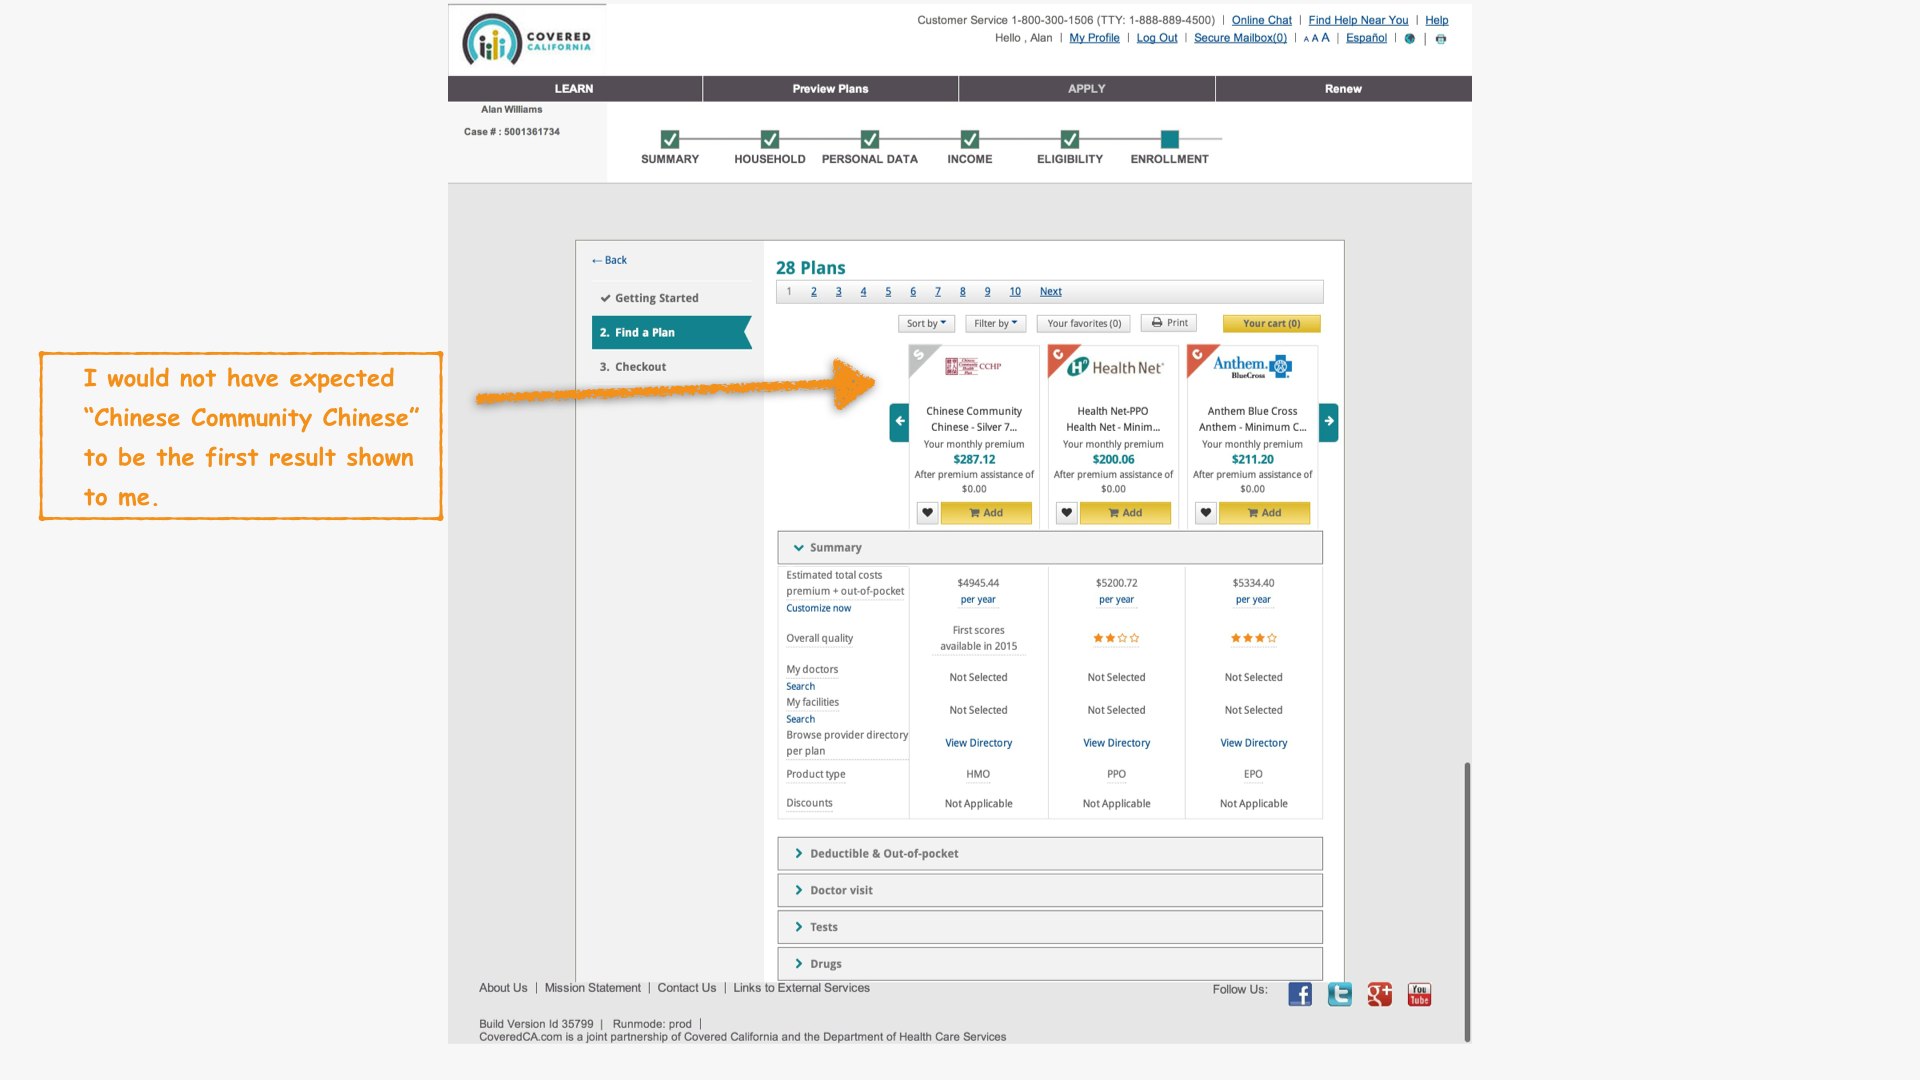 COVERED
CALIFORNIA
Customer Service 1-800-300-1506 (TTY: 1-888-889-4500) | Online Chat | Find Help Near You | Help
Hello , Alan | My Profile | Log Out | Secure Mailbox(0) | A A A | Español |
LEARN Preview Plans APPLY Renew
Alan Williams
Case # : 5001361734
SUMMARY HOUSEHOLD PERSONAL DATA INCOME ELIGIBILITY ENROLLMENT
←Back
Getting Started
2. Find a Plan
3. Checkout
I would not have expected
“Chinese Community Chinese”
to be the first result shown
to me.
28 Plans
1 2 3 4 5 6 7 8 9 10 Next
Sort by Filter by Your favorites (0) Print Your cart (0)
S CCHP G Health Net G Anthem.
BlueCross
Chinese Community Health Net-PPO Anthem Blue Cross
Chinese - Silver 7... Health Net - Minim... Anthem - Minimum C...
Your monthly premium Your monthly premium Your monthly premium
$287.12 $200.06 $211.20
After premium assistance of After premium assistance of After premium assistance of
$0.00 $0.00 $0.00
Add Add Add
Summary
Estimated total costs
premium + out-of-pocket $4945.44 $5200.72 $5334.40
Customize now per year per year per year
Overall quality First scores
available in 2015
My doctors
Search Not Selected Not Selected Not Selected
My facilities
Search Not Selected Not Selected Not Selected
Browse provider directory
per plan View Directory View Directory View Directory
Product type HMO PPO EPO
Discounts Not Applicable Not Applicable Not Applicable
Deductible & Out-of-pocket
Doctor visit
Tests
Drugs
About Us | Mission Statement | Contact Us | Links to External Services Follow Us:
f t g+ You Tube
Build Version Id 35799 | Runmode: prod |
CoveredCA.com is a joint partnership of Covered California and the Department of Health Care Services